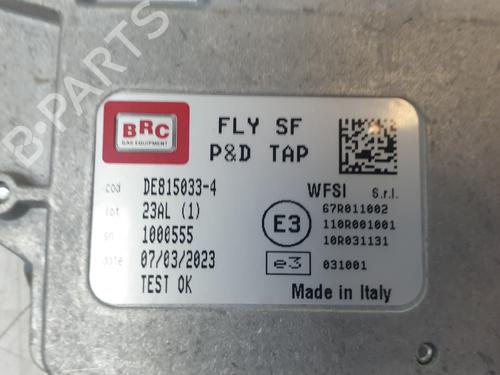 B-PARTS
BRC
GAS EQUIPMENT
FLY SF
P&D TAP
cod DE815033-4
lot 23AL (1)
sn 1000555
date 07/03/2023
TEST OK
WFSI S.r.l.
E3
67R011002
110R001001
10R031131
e3 031001
Made in Italy